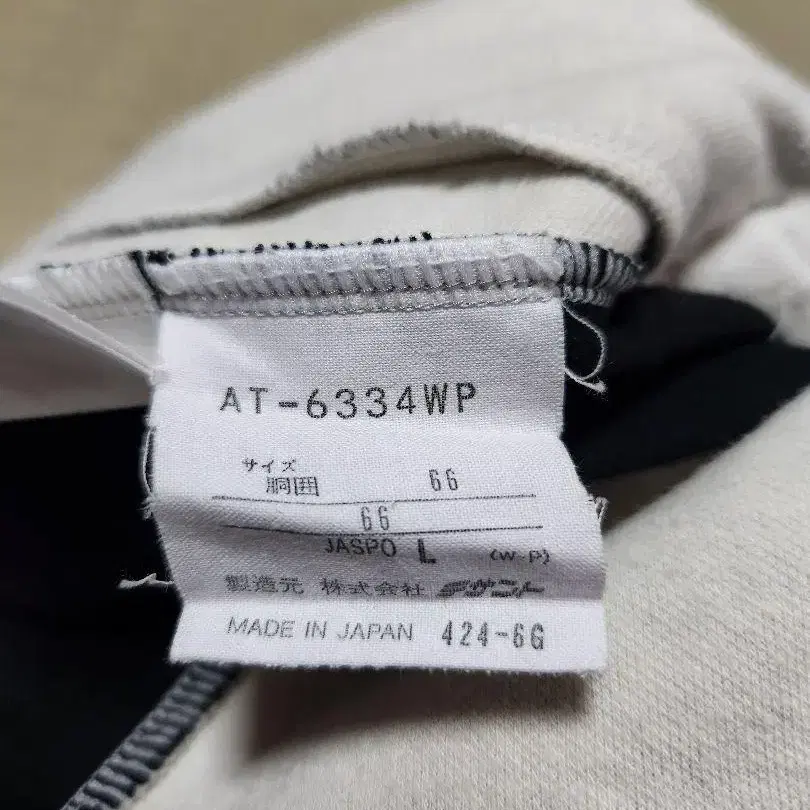 AT-6334WP
サイズ
胴囲 66
66
JASPO L (W-P)
製造元 株式会社 デサント
MADE IN JAPAN 424-6G